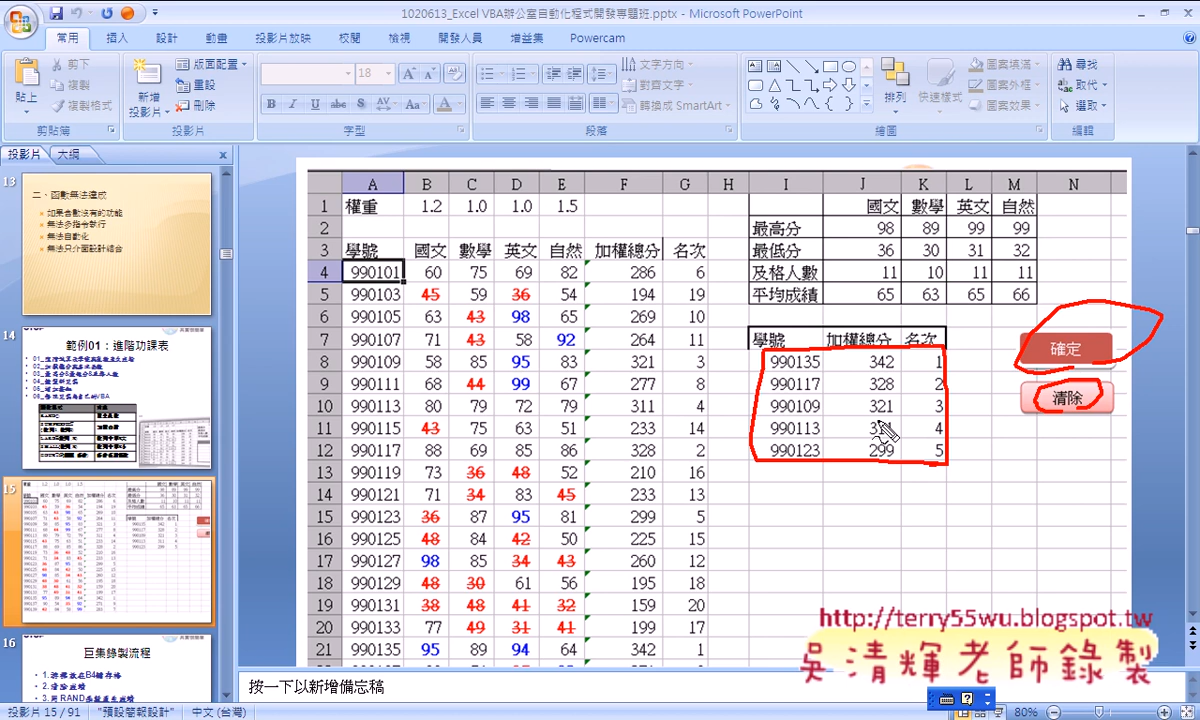 1020613_Excel VBA辦公室自動化程式開發專題班.pptx - Microsoft PowerPoint
常用 插入 設計 動畫 投影片放映 校閱 檢視 開發人員 增益集 Powercam
貼上 剪下 複製 複製格式 剪貼簿
新增投影片 版面配置 重設 刪除 投影片
18 字型
文字方向 對齊文字 轉換成 SmartArt 段落
排列 快速樣式 圖案填滿 圖案外框 圖案效果 繪圖
尋找 取代 選取 編輯
投影片 大綱
13
二、函數無法達成
如果含數沒有的功能
無法多指令執行
無法自動化
無法只介面設計結合
14
範例01：進階功課表
15
16
巨集錄製流程
1.游標放在B4儲存格
2.清除成績
A B C D E F G H I J K L M N
1 權重 1.2 1.0 1.0 1.5 國文 數學 英文 自然
2 最高分 98 89 99 99
3 學號 國文 數學 英文 自然 加權總分 名次 最低分 36 30 31 32
4 990101 60 75 69 82 286 6 及格人數 11 10 11 11
5 990103 45 59 36 54 194 19 平均成績 65 63 65 66
6 990105 63 43 98 65 269 10
7 990107 71 43 58 92 264 11 學號 加權總分 名次
8 990109 58 85 95 83 321 3 990135 342 1
確定
9 990111 68 44 99 67 277 8 990117 328 2
10 990113 80 79 72 79 311 4 990109 321 3
清除
11 990115 43 75 63 51 233 14 990113 4
12 990117 88 69 85 86 328 2 990123 299 5
13 990119 73 36 48 52 210 16
14 990121 71 34 83 45 233 13
15 990123 36 87 95 81 299 5
16 990125 48 84 42 50 225 15
17 990127 98 85 34 43 260 12
18 990129 48 30 61 56 195 18
19 990131 38 48 41 32 159 20
20 990133 77 49 31 41 199 17
21 990135 95 89 94 64 342 1
22
http://terry55wu.blogspot.tw
吳清輝老師錄製
按一下以新增備忘稿
投影片 15 / 91 "預設簡報設計" 中文 (台灣) 80%